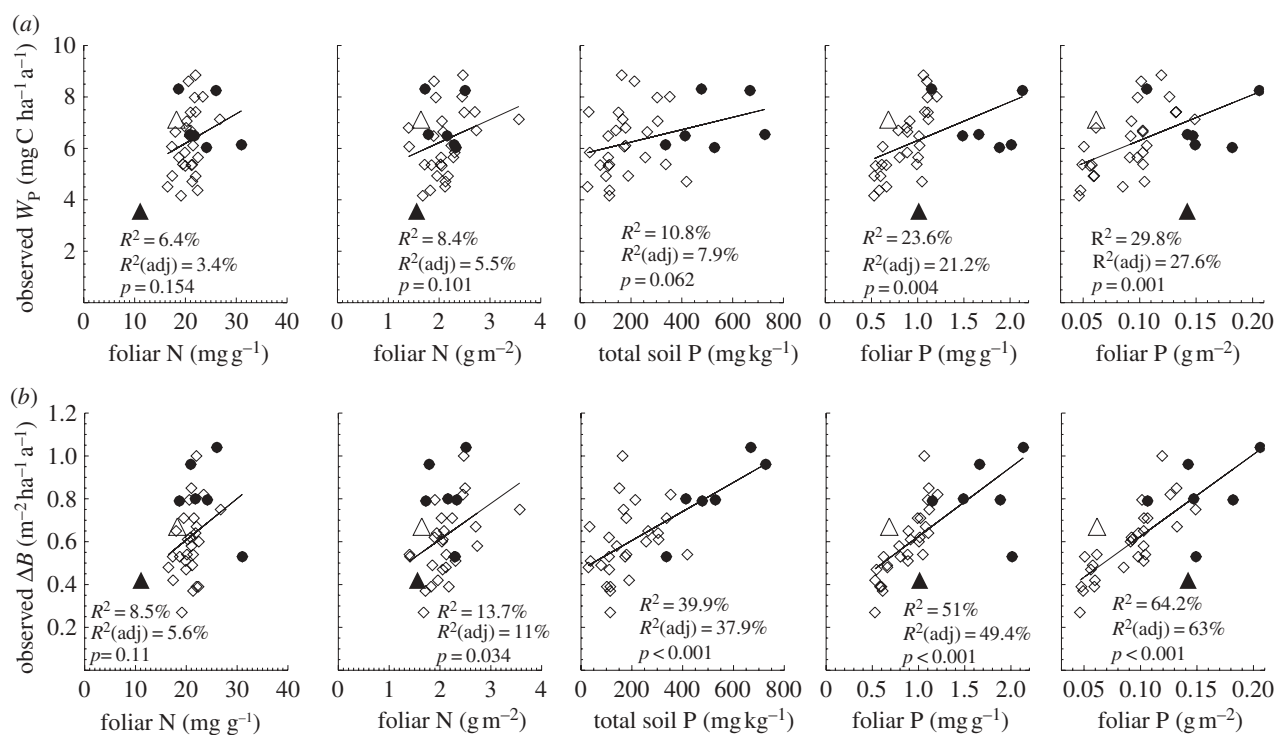 (a)
observed W_P (mg C ha⁻¹ a⁻¹)
10
8
6
4
2
R² = 6.4%
R²(adj) = 3.4%
p = 0.154
0 10 20 30 40
foliar N (mg g⁻¹)
R² = 8.4%
R²(adj) = 5.5%
p = 0.101
0 1 2 3 4
foliar N (g m⁻²)
R² = 10.8%
R²(adj) = 7.9%
p = 0.062
0 200 400 600 800
total soil P (mg kg⁻¹)
R² = 23.6%
R²(adj) = 21.2%
p = 0.004
0 0.5 1.0 1.5 2.0
foliar P (mg g⁻¹)
R² = 29.8%
R²(adj) = 27.6%
p = 0.001
0.05 0.10 0.15 0.20
foliar P (g m⁻²)
(b)
observed ΔB (m⁻² ha⁻¹ a⁻¹)
1.2
1.0
0.8
0.6
0.4
0.2
R² = 8.5%
R²(adj) = 5.6%
p = 0.11
0 10 20 30 40
foliar N (mg g⁻¹)
R² = 13.7%
R²(adj) = 11%
p = 0.034
0 1 2 3 4
foliar N (g m⁻²)
R² = 39.9%
R²(adj) = 37.9%
p < 0.001
0 200 400 600 800
total soil P (mg kg⁻¹)
R² = 51%
R²(adj) = 49.4%
p < 0.001
0 0.5 1.0 1.5 2.0
foliar P (mg g⁻¹)
R² = 64.2%
R²(adj) = 63%
p < 0.001
0.05 0.10 0.15 0.20
foliar P (g m⁻²)